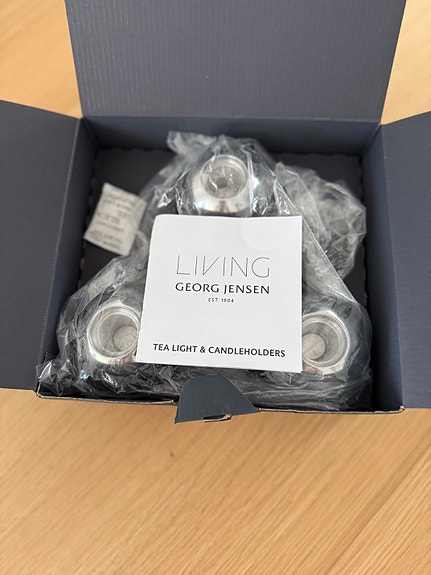 LIVING
GEORG JENSEN
EST. 1904
TEA LIGHT & CANDLEHOLDERS